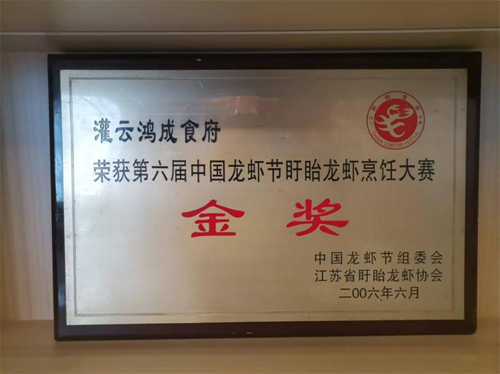 灌云鸿成食府
荣获第六届中国龙虾节盱眙龙虾烹饪大赛
金奖
中国龙虾节组委会
江苏省盱眙龙虾协会
二00六年六月